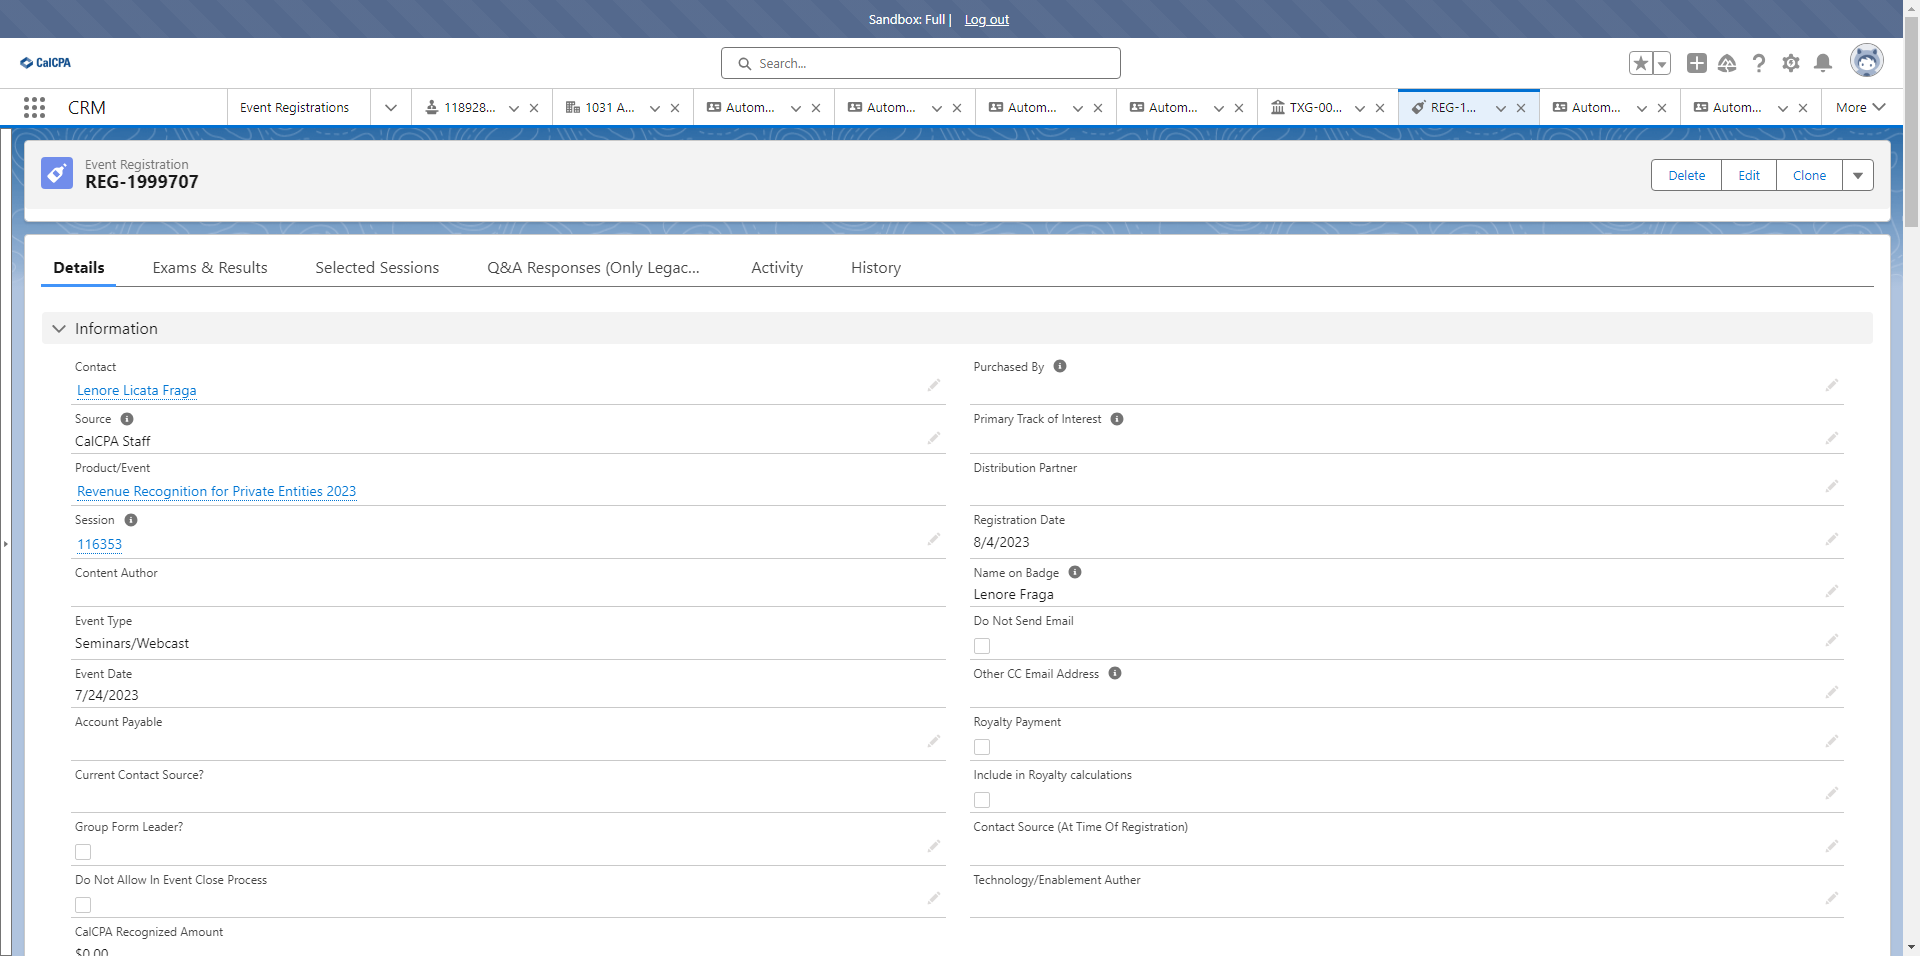 Sandbox: Full | Log out
CalCPA
Search...
CRM
Event Registrations
118928...
1031 A...
Autom...
Autom...
Autom...
Autom...
TXG-00...
REG-1...
Autom...
Autom...
More
Event Registration
REG-1999707
Delete
Edit
Clone
Details
Exams & Results
Selected Sessions
Q&A Responses (Only Legac...
Activity
History
Information
Contact
Lenore Licata Fraga
Purchased By
Source
CalCPA Staff
Primary Track of Interest
Product/Event
Revenue Recognition for Private Entities 2023
Distribution Partner
Session
116353
Registration Date
8/4/2023
Content Author
Name on Badge
Lenore Fraga
Event Type
Seminars/Webcast
Do Not Send Email
Event Date
7/24/2023
Other CC Email Address
Account Payable
Royalty Payment
Current Contact Source?
Include in Royalty calculations
Group Form Leader?
Contact Source (At Time Of Registration)
Do Not Allow In Event Close Process
Technology/Enablement Auther
CalCPA Recognized Amount
$0.00